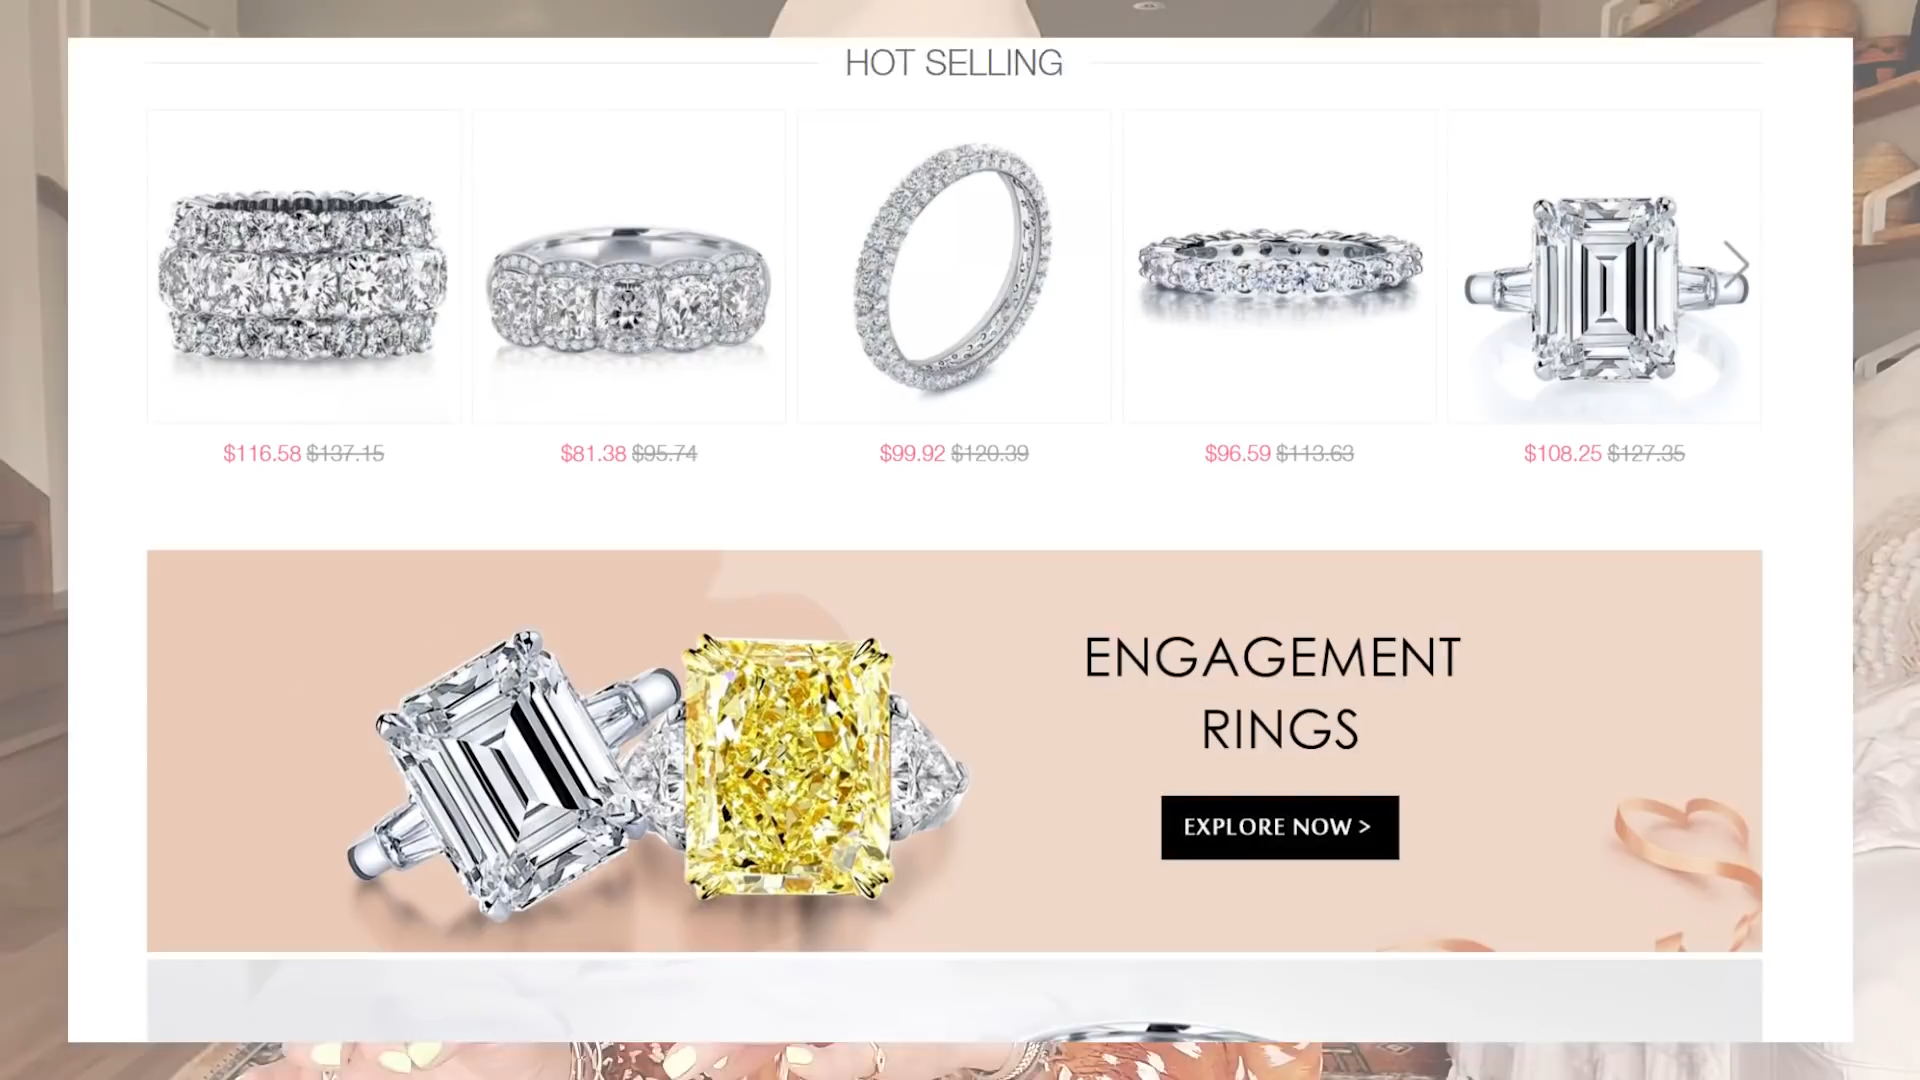 HOT SELLING
$116.58 $137.15
$81.38 $95.74
$99.92 $120.39
$96.59 $113.63
$108.25 $127.35
ENGAGEMENT
RINGS
EXPLORE NOW >